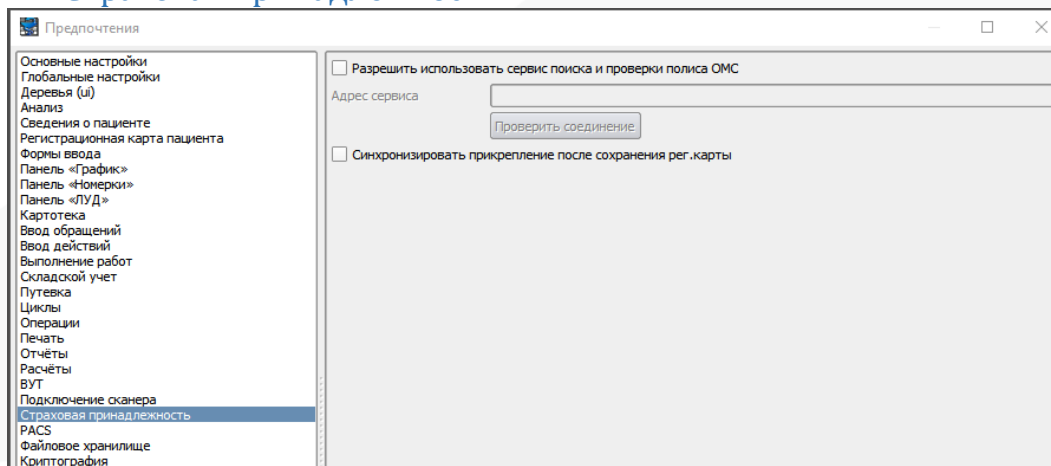 Предпочтения
Основные настройки
Глобальные настройки
Деревья (ui)
Анализ
Сведения о пациенте
Регистрационная карта пациента
Формы ввода
Панель «График»
Панель «Номерки»
Панель «ЛУД»
Картотека
Ввод обращений
Ввод действий
Выполнение работ
Складской учет
Путевка
Циклы
Операции
Печать
Отчёты
Расчёты
ВУТ
Подключение сканера
Страховая принадлежность
PACS
Файловое хранилище
Криптография
Разрешить использовать сервис поиска и проверки полиса ОМС
Адрес сервиса
Проверить соединение
Синхронизировать прикрепление после сохранения рег.карты